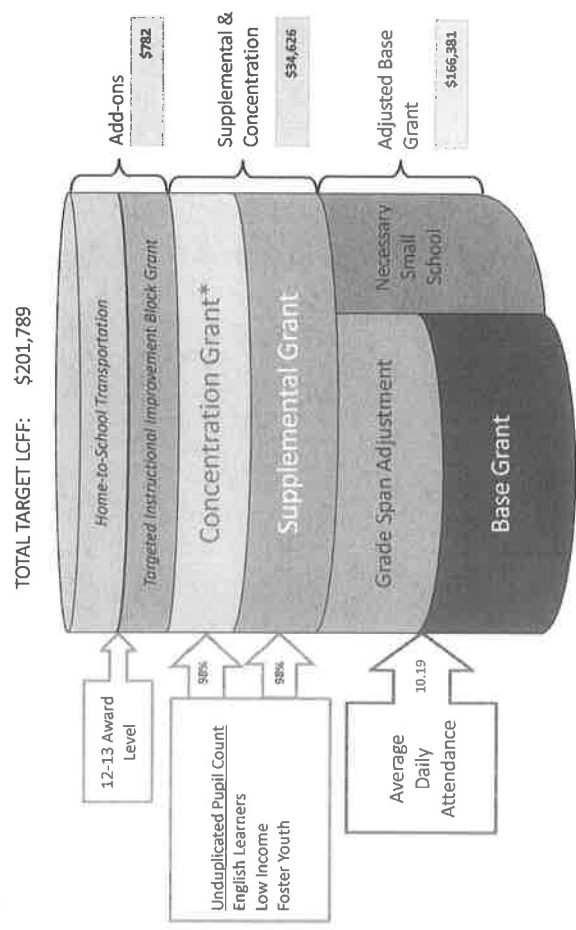 TOTAL TARGET LCFF: $201,789
12-13 Award
Level
Home-to-School Transportation
Targeted Instructional Improvement Block Grant
Add-ons
$782
Unduplicated Pupil Count
English Learners
Low Income
Foster Youth
98%
98%
Concentration Grant*
Supplemental Grant
Supplemental &
Concentration
$34,626
Average
Daily
Attendance
10.19
Grade Span Adjustment
Base Grant
Necessary
Small
School
Adjusted Base
Grant
$166,381